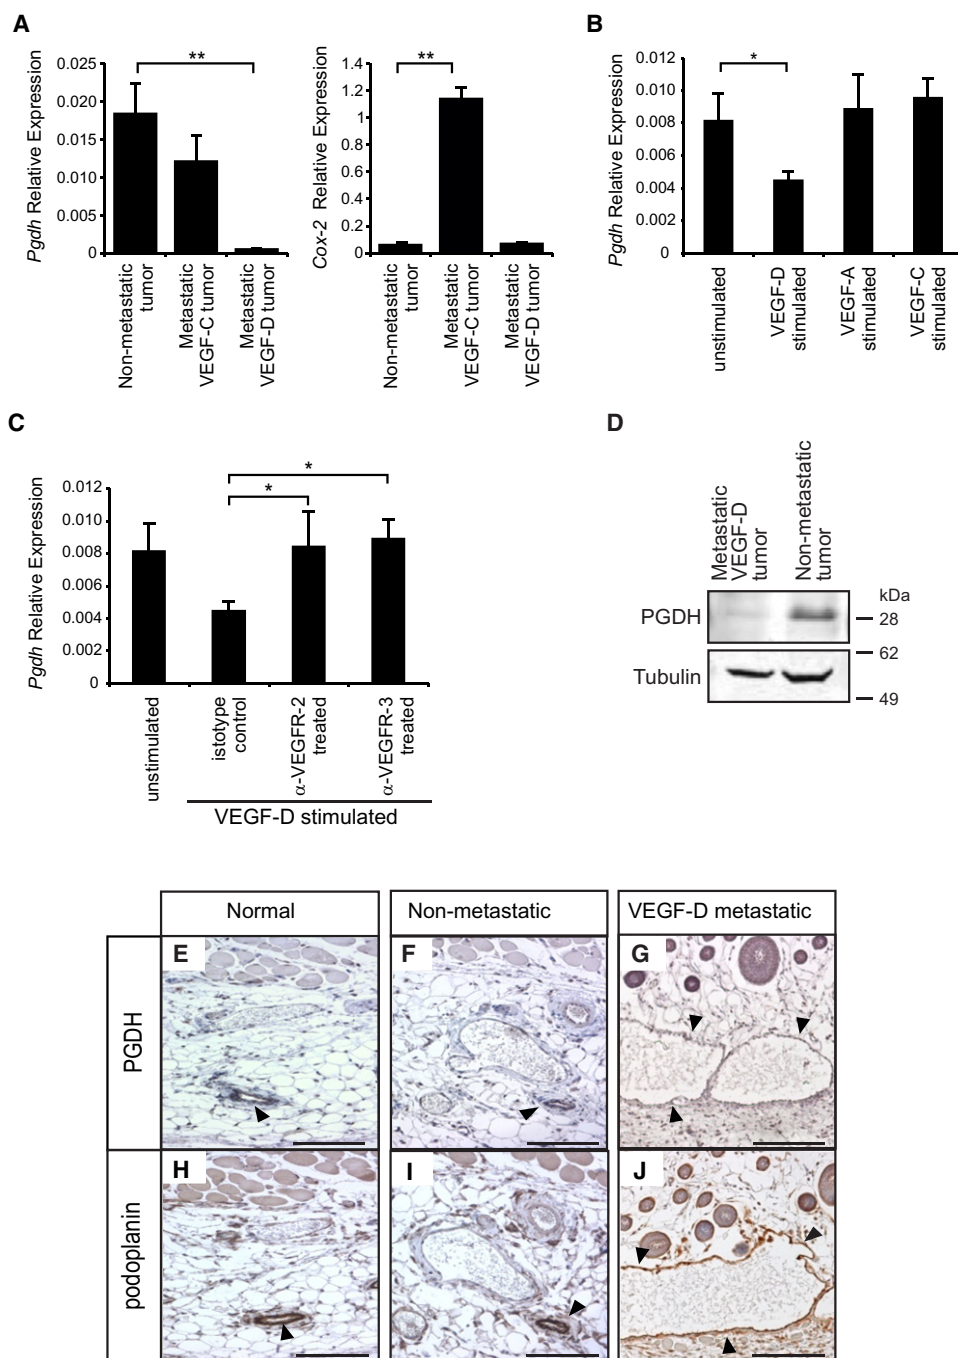 A
Pgdh Relative Expression
0.025
0.020
0.015
0.010
0.005
0
**
Non-metastatic
tumor
Metastatic
VEGF-C tumor
Metastatic
VEGF-D tumor
Cox-2 Relative Expression
1.4
1.2
1
0.8
0.6
0.4
0.2
0
**
Non-metastatic
tumor
Metastatic
VEGF-C tumor
Metastatic
VEGF-D tumor
B
Pgdh Relative Expression
0.012
0.010
0.008
0.006
0.004
0.002
0
*
unstimulated
VEGF-D
stimulated
VEGF-A
stimulated
VEGF-C
stimulated
C
Pgdh Relative Expression
0.012
0.010
0.008
0.006
0.004
0.002
0
*
*
unstimulated
istotype
control
α-VEGFR-2
treated
α-VEGFR-3
treated
VEGF-D stimulated
D
Metastatic
VEGF-D
tumor
Non-metastatic
tumor
kDa
PGDH
28
62
Tubulin
49
Normal
Non-metastatic
VEGF-D metastatic
PGDH
E
F
G
podoplanin
H
I
J